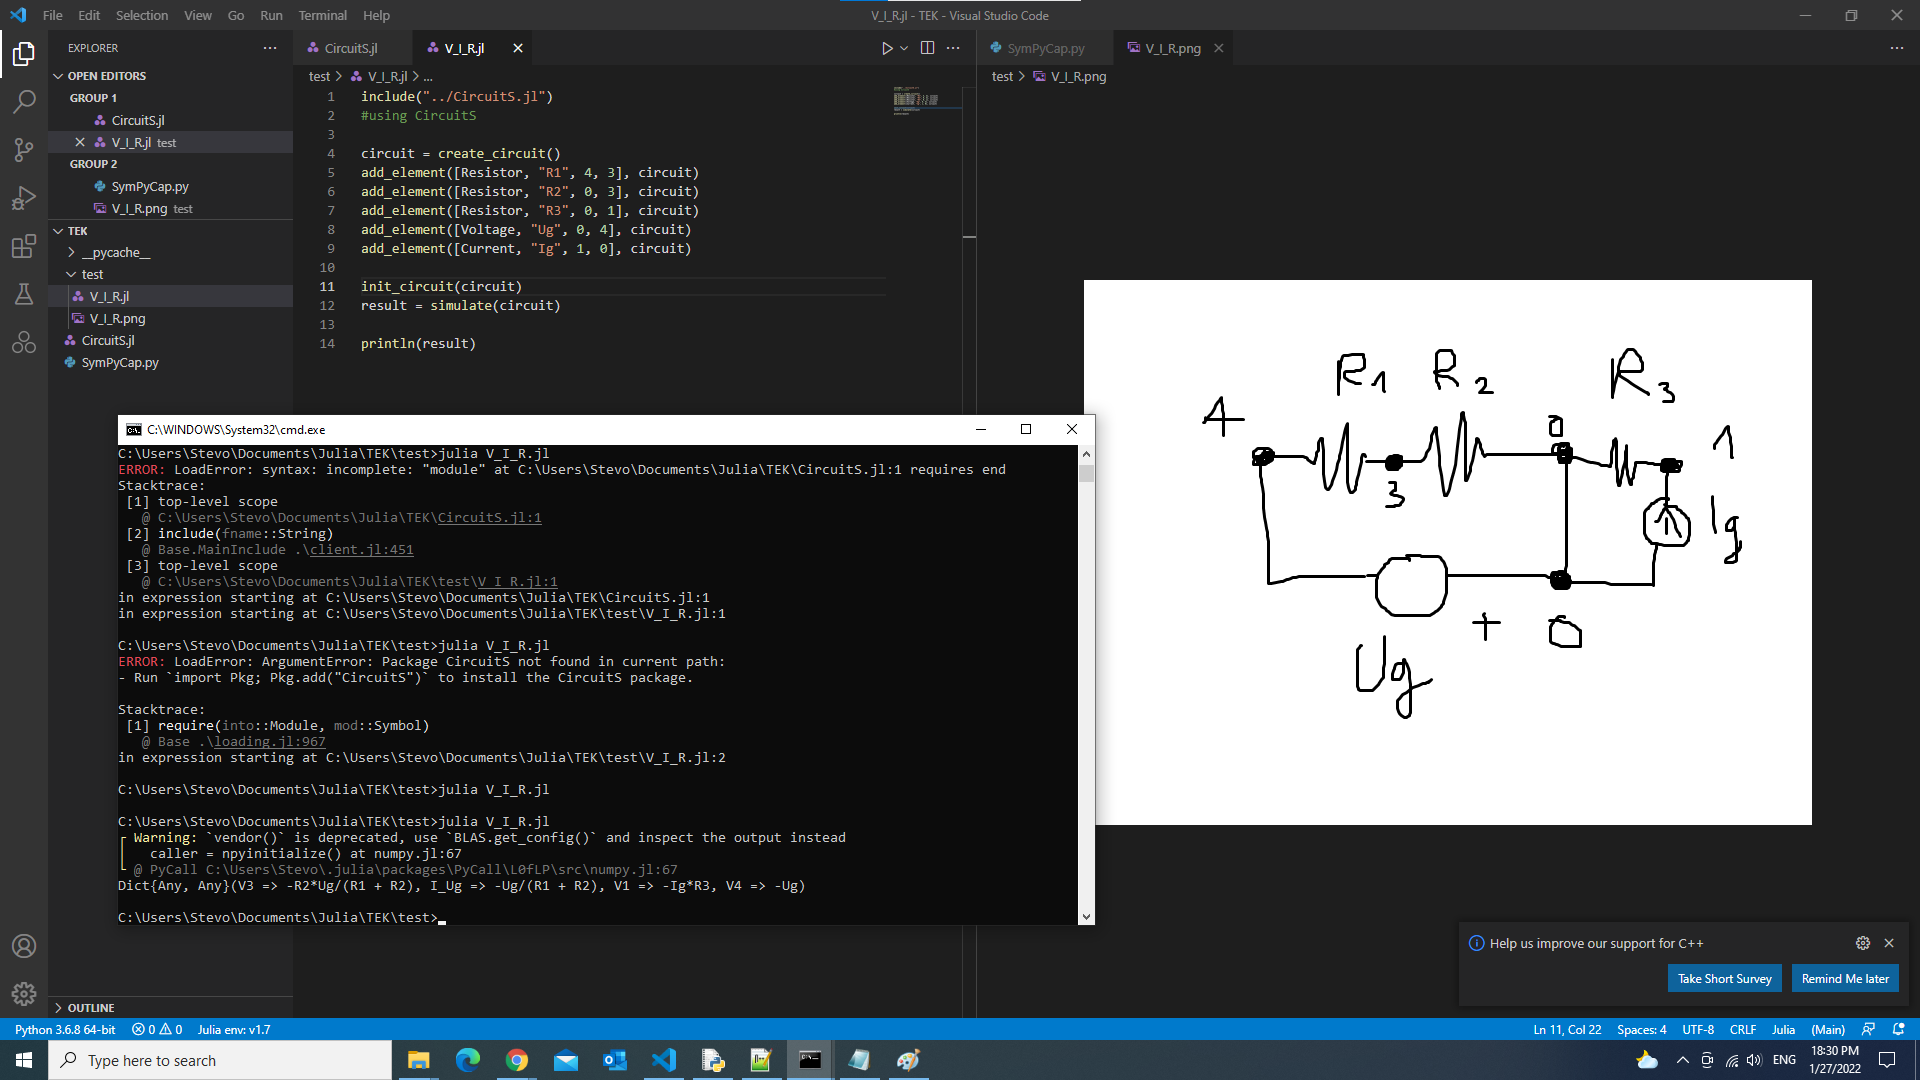 File Edit Selection View Go Run Terminal Help
V_I_R.jl - TEK - Visual Studio Code
EXPLORER
OPEN EDITORS
GROUP 1
CircuitS.jl
V_I_R.jl test
GROUP 2
SymPyCap.py
V_I_R.png test
TEK
__pycache__
test
V_I_R.jl
V_I_R.png
CircuitS.jl
SymPyCap.py
OUTLINE
CircuitS.jl V_I_R.jl
test > V_I_R.jl > ...
1 include("../CircuitS.jl")
2 #using CircuitS
3
4 circuit = create_circuit()
5 add_element([Resistor, "R1", 4, 3], circuit)
6 add_element([Resistor, "R2", 0, 3], circuit)
7 add_element([Resistor, "R3", 0, 1], circuit)
8 add_element([Voltage, "Ug", 0, 4], circuit)
9 add_element([Current, "Ig", 1, 0], circuit)
10
11 init_circuit(circuit)
12 result = simulate(circuit)
13
14 println(result)
SymPyCap.py V_I_R.png
test > V_I_R.png
R1 R2 R3
4 0 1
3
Ig
Ug + 0
C:\WINDOWS\System32\cmd.exe
C:\Users\Stevo\Documents\Julia\TEK\test>julia V_I_R.jl
ERROR: LoadError: syntax: incomplete: "module" at C:\Users\Stevo\Documents\Julia\TEK\CircuitS.jl:1 requires end
Stacktrace:
[1] top-level scope
@ C:\Users\Stevo\Documents\Julia\TEK\CircuitS.jl:1
[2] include(fname::String)
@ Base.MainInclude .\client.jl:451
[3] top-level scope
@ C:\Users\Stevo\Documents\Julia\TEK\test\V_I_R.jl:1
in expression starting at C:\Users\Stevo\Documents\Julia\TEK\CircuitS.jl:1
in expression starting at C:\Users\Stevo\Documents\Julia\TEK\test\V_I_R.jl:1
C:\Users\Stevo\Documents\Julia\TEK\test>julia V_I_R.jl
ERROR: LoadError: ArgumentError: Package CircuitS not found in current path:
- Run `import Pkg; Pkg.add("CircuitS")` to install the CircuitS package.
Stacktrace:
[1] require(into::Module, mod::Symbol)
@ Base .\loading.jl:967
in expression starting at C:\Users\Stevo\Documents\Julia\TEK\test\V_I_R.jl:2
C:\Users\Stevo\Documents\Julia\TEK\test>julia V_I_R.jl
C:\Users\Stevo\Documents\Julia\TEK\test>julia V_I_R.jl
Warning: `vendor()` is deprecated, use `BLAS.get_config()` and inspect the output instead
caller = npyinitialize() at numpy.jl:67
@ PyCall C:\Users\Stevo\.julia\packages\PyCall\L0fLP\src\numpy.jl:67
Dict{Any, Any}(V3 => -R2*Ug/(R1 + R2), I_Ug => -Ug/(R1 + R2), V1 => -Ig*R3, V4 => -Ug)
C:\Users\Stevo\Documents\Julia\TEK\test>
Help us improve our support for C++
Take Short Survey
Remind Me later
Python 3.6.8 64-bit 0 0 Julia env: v1.7
Ln 11, Col 22 Spaces: 4 UTF-8 CRLF Julia (Main)
Type here to search
ENG
18:30 PM
1/27/2022